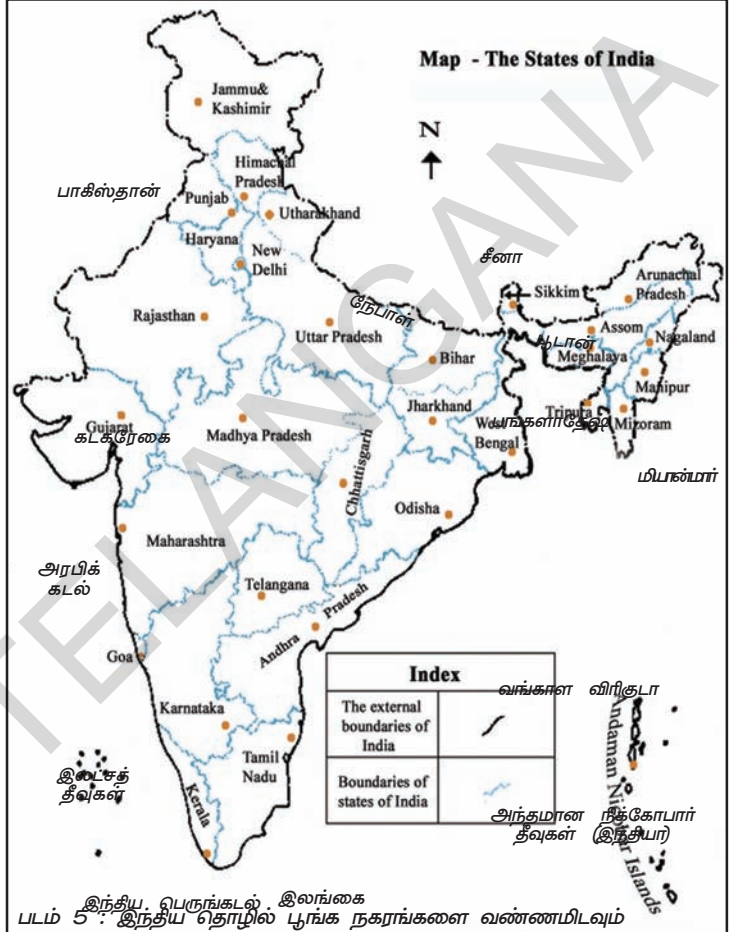 Map - The States of India
N
Jammu&
Kashimir
Himachal
Pradesh
பாகிஸ்தான்
Punjab
Utharakhand
Haryana
New
Delhi
சீனா
Sikkim
Arunachal
Pradesh
Rajasthan
நேபாள்
Uttar Pradesh
பூடான்
Assom
Nagaland
Meghalaya
Bihar
Manipur
Jharkhand
Tripura
Mizoram
Gujarat
கடகரேகை
Madhya Pradesh
West
Bengal
பங்களாதேஷ்
Chhattisgarh
மியான்மார்
Odisha
Maharashtra
அரபிக்
கடல்
Telangana
Andhra Pradesh
Goa
Index
வங்காள விரிகுடா
The external
boundaries of
India
Karnataka
Tamil
Nadu
Boundaries of
states of India
இலட்சத்
தீவுகள்
Kerala
Andaman Nicobar Islands
அந்தமான நிக்கோபார்
தீவுகள் (இந்தியர)
இந்திய பெருங்கடல் இலங்கை
படம் 5 : இந்திய தொழில் பூங்க நகரங்களை வண்ணமிடவும்
TELANGANA